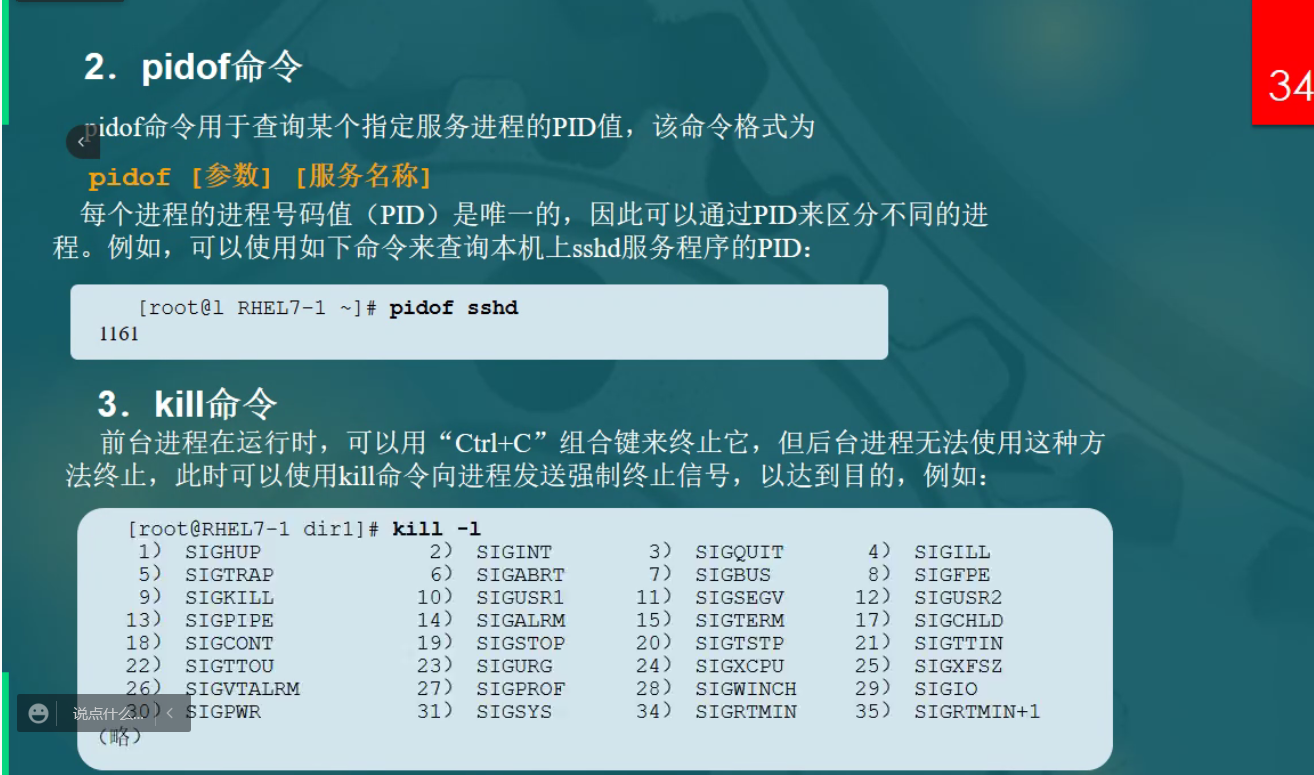 34
2．pidof命令
pidof命令用于查询某个指定服务进程的PID值，该命令格式为
pidof [参数] [服务名称]
每个进程的进程号码值（PID）是唯一的，因此可以通过PID来区分不同的进
程。例如，可以使用如下命令来查询本机上sshd服务程序的PID：
[root@l RHEL7-1 ~]# pidof sshd
1161
3．kill命令
前台进程在运行时，可以用“Ctrl+C”组合键来终止它，但后台进程无法使用这种方
法终止，此时可以使用kill命令向进程发送强制终止信号，以达到目的，例如：
[root@RHEL7-1 dir1]# kill -l
1) SIGHUP 2) SIGINT 3) SIGQUIT 4) SIGILL
5) SIGTRAP 6) SIGABRT 7) SIGBUS 8) SIGFPE
9) SIGKILL 10) SIGUSR1 11) SIGSEGV 12) SIGUSR2
13) SIGPIPE 14) SIGALRM 15) SIGTERM 17) SIGCHLD
18) SIGCONT 19) SIGSTOP 20) SIGTSTP 21) SIGTTIN
22) SIGTTOU 23) SIGURG 24) SIGXCPU 25) SIGXFSZ
26) SIGVTALRM 27) SIGPROF 28) SIGWINCH 29) SIGIO
30) SIGPWR 31) SIGSYS 34) SIGRTMIN 35) SIGRTMIN+1
说点什么...
（略）